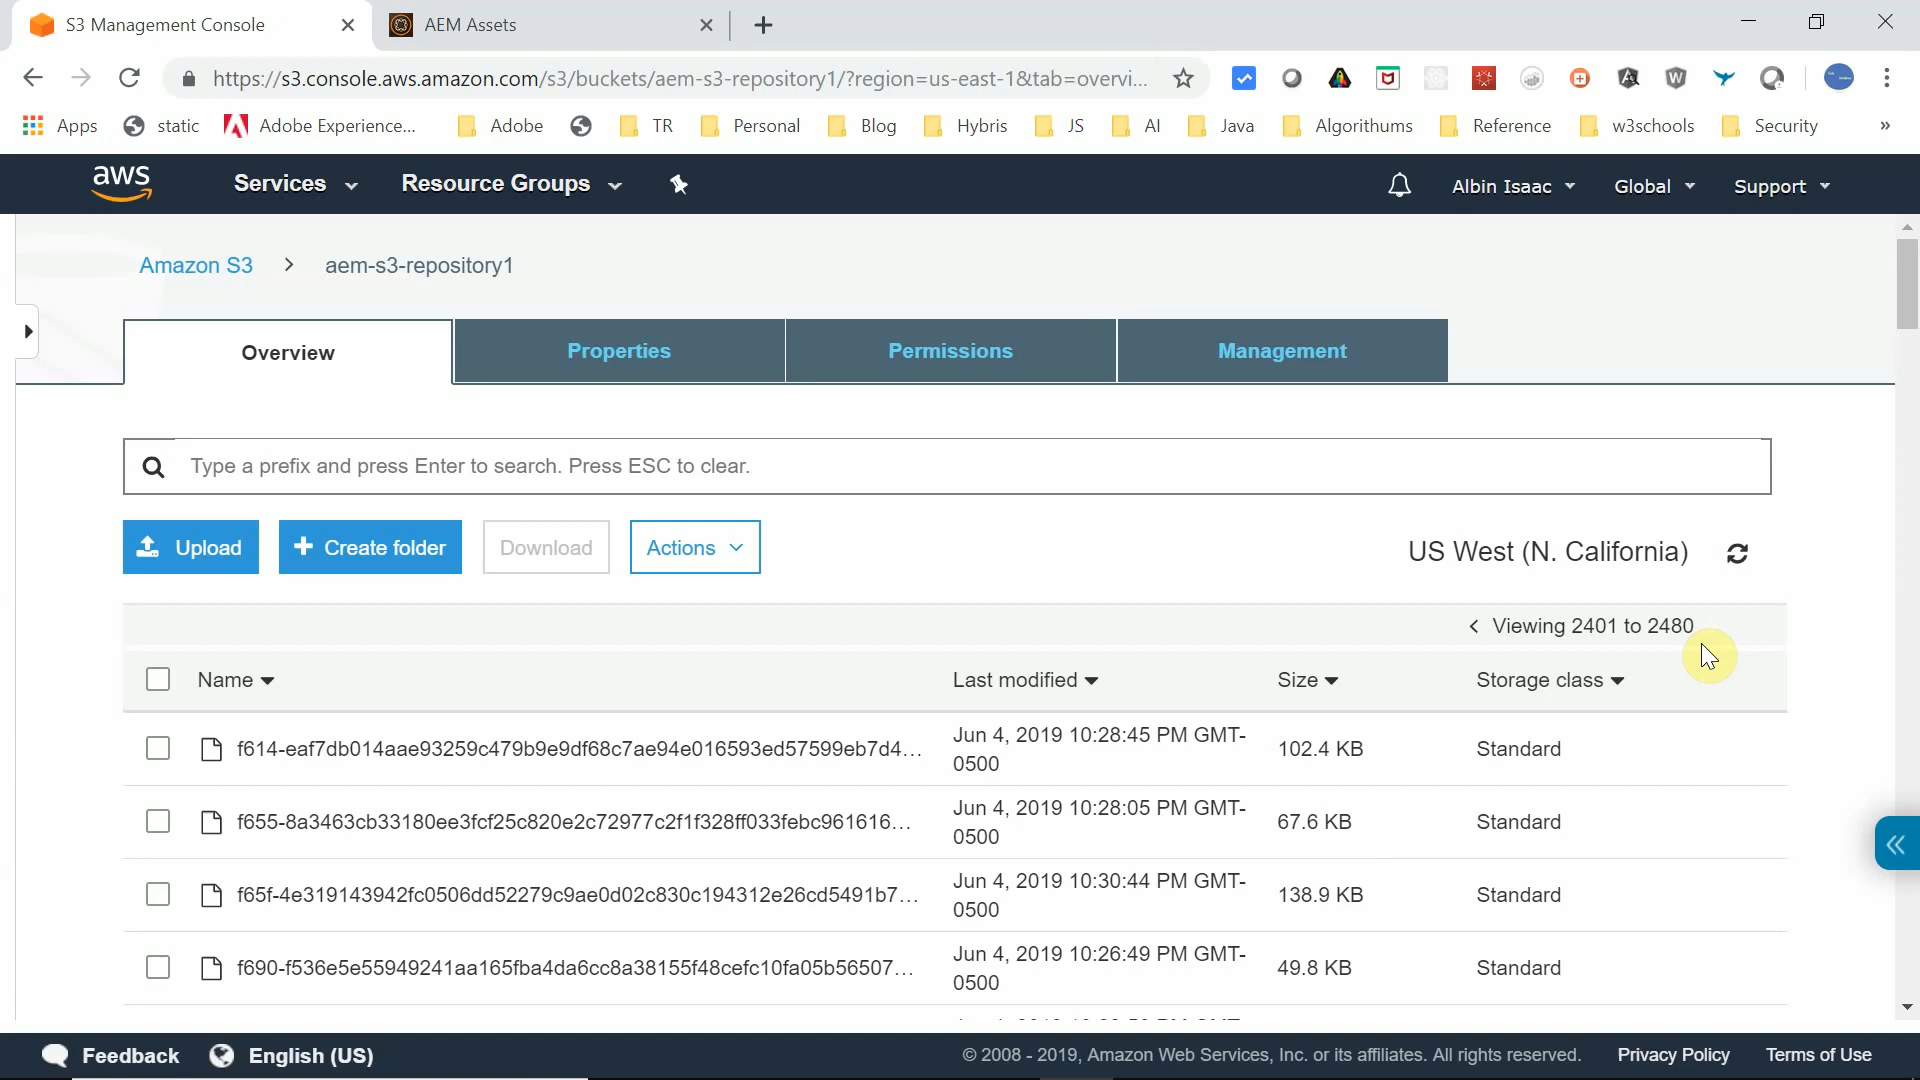 S3 Management Console
AEM Assets
https://s3.console.aws.amazon.com/s3/buckets/aem-s3-repository1/?region=us-east-1&tab=overvi...
Apps static Adobe Experience... Adobe TR Personal Blog Hybris JS AI Java Algorithums Reference w3schools Security »
aws Services Resource Groups Albin Isaac Global Support
Amazon S3 > aem-s3-repository1
Overview Properties Permissions Management
Type a prefix and press Enter to search. Press ESC to clear.
Upload + Create folder Download Actions US West (N. California)
< Viewing 2401 to 2480
Name Last modified Size Storage class
f614-eaf7db014aae93259c479b9e9df68c7ae94e016593ed57599eb7d4... Jun 4, 2019 10:28:45 PM GMT-0500 102.4 KB Standard
f655-8a3463cb33180ee3fcf25c820e2c72977c2f1f328ff033febc961616... Jun 4, 2019 10:28:05 PM GMT-0500 67.6 KB Standard
f65f-4e319143942fc0506dd52279c9ae0d02c830c194312e26cd5491b7... Jun 4, 2019 10:30:44 PM GMT-0500 138.9 KB Standard
f690-f536e5e55949241aa165fba4da6cc8a38155f48cefc10fa05b56507... Jun 4, 2019 10:26:49 PM GMT-0500 49.8 KB Standard
Feedback English (US) © 2008 - 2019, Amazon Web Services, Inc. or its affiliates. All rights reserved. Privacy Policy Terms of Use